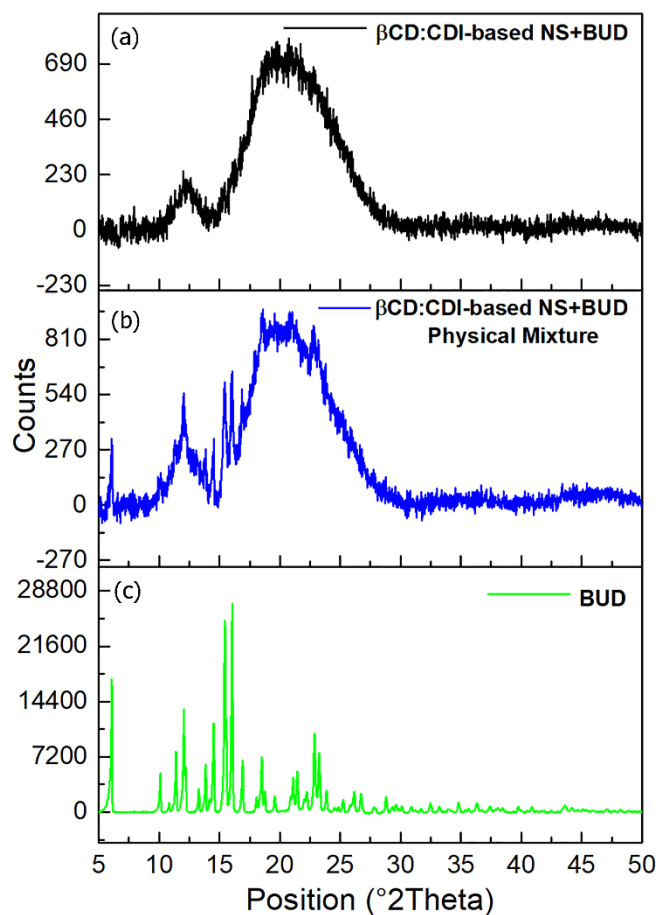 (a)
βCD:CDI-based NS+BUD
690
460
230
0
-230
(b)
βCD:CDI-based NS+BUD
Physical Mixture
810
540
270
0
-270
Counts
(c)
BUD
28800
21600
14400
7200
0
5 10 15 20 25 30 35 40 45 50
Position (°2Theta)